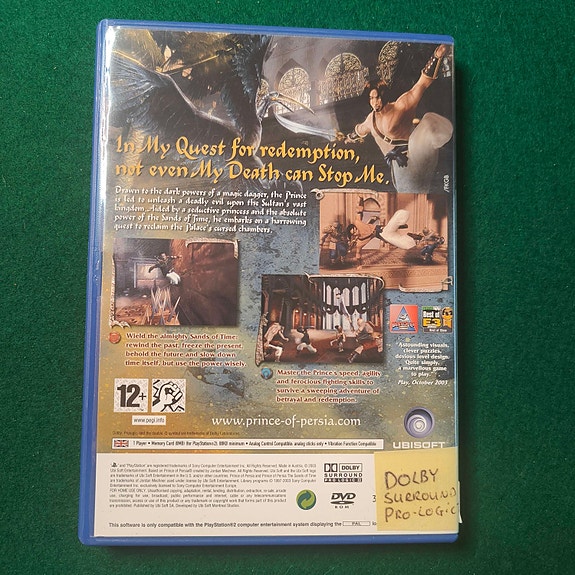 In My Quest for redemption,
not even My Death can Stop Me.
/FKGB
Drawn to the dark powers of a magic dagger, the Prince
is led to unleash a deadly evil upon the Sultan's vast
kingdom. Aided by a seductive princess and the absolute
power of the Sands of Time, he embarks on a harrowing
quest to reclaim the Palace's cursed chambers.
Wield the almighty Sands of Time:
rewind the past, freeze the present,
behold the future and slow down
time itself, but use the power wisely.
Master the Prince's speed, agility
and ferocious fighting skills to
survive a sweeping adventure of
betrayal and redemption.
Best of
E3
Astounding visuals,
clever puzzles,
devious level design.
Quite simply,
a marvellous game
to play."
Play, October 2003
12+
www.pegi.info
www.prince-of-persia.com
UBISOFT
1 Player • Memory Card (8MB) (for PlayStation®2), minimum • Analog Control Compatible: analog sticks only • Vibration Function Compatible
DOLBY
SURROUND
PRO LOGIC II
DVD
ROM
This software is only compatible with the PlayStation®2 computer entertainment system displaying the PAL
DOLBY
SURROUND
PRO-LOGIC